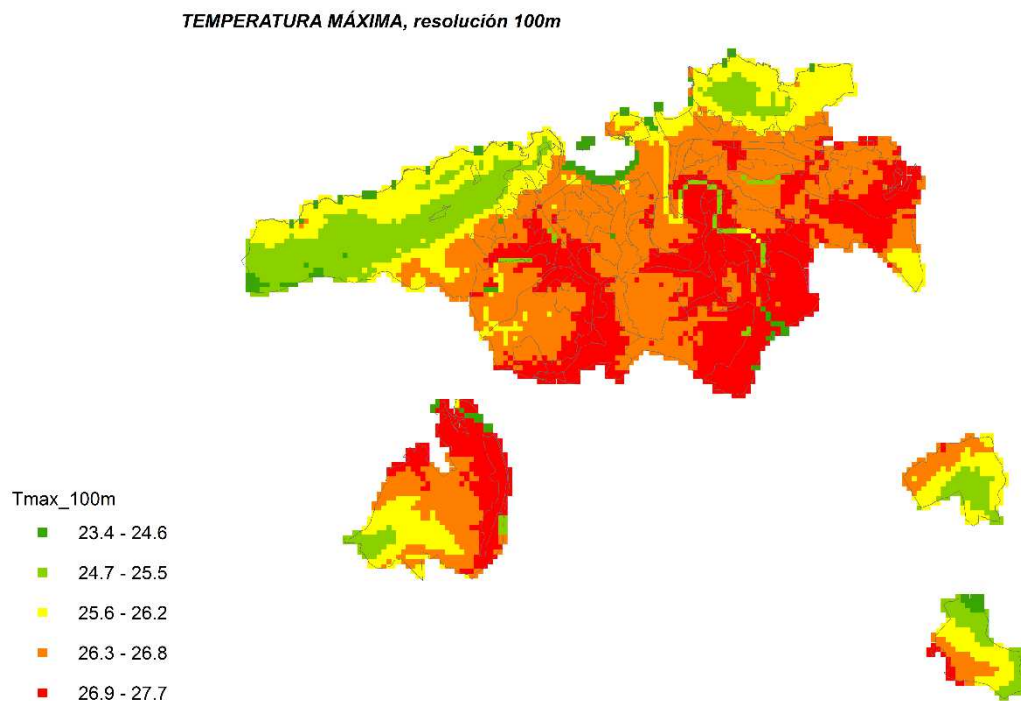 TEMPERATURA MÁXIMA, resolución 100m
Tmax_100m
23.4 - 24.6
24.7 - 25.5
25.6 - 26.2
26.3 - 26.8
26.9 - 27.7